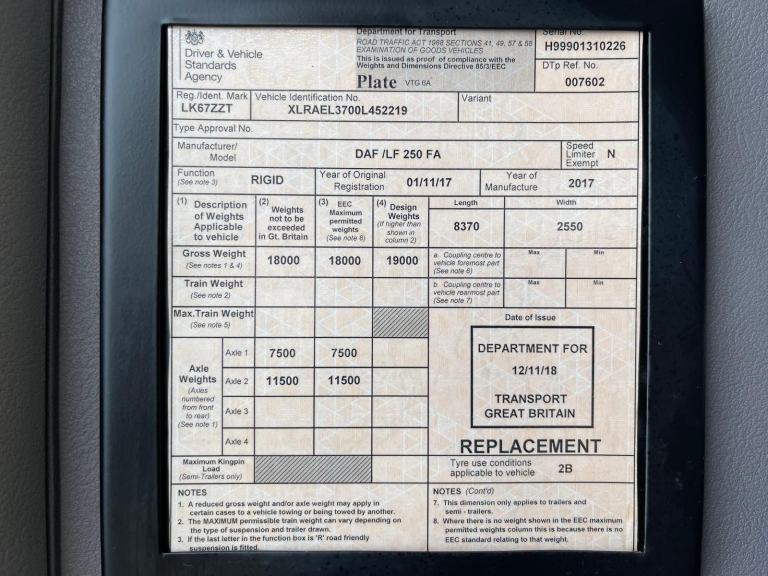 Driver & Vehicle
Standards
Agency
Department for Transport
ROAD TRAFFIC ACT 1988 SECTIONS 41, 49, 57 & 58
EXAMINATION OF GOODS VEHICLES
This is issued as proof of compliance with the
Weights and Dimensions Directive 85/3/EEC
Plate VTG 6A
Serial No.
H99901310226
DTp Ref. No.
007602
Reg./Ident. Mark
LK67ZZT
Vehicle Identification No.
XLRAEL3700L452219
Variant
Type Approval No.
Manufacturer/
Model
DAF /LF 250 FA
Speed
Limiter
Exempt
N
Function
(See note 3)
RIGID
Year of Original
Registration
01/11/17
Year of
Manufacture
2017
(1) Description
of Weights
Applicable
to vehicle
(2) Weights
not to be
exceeded
in Gt. Britain
(3) EEC
Maximum
permitted
weights
(See note 8)
(4) Design
Weights
(if higher than
shown in
column 2)
Length
8370
Width
2550
Gross Weight
(See notes 1 & 4)
18000
18000
19000
a. Coupling centre to
vehicle foremost part
(See note 6)
Max
Min
Train Weight
(See note 2)
b. Coupling centre to
vehicle rearmost part
(See note 7)
Max
Min
Max.Train Weight
(See note 5)
Axle
Weights
(Axles
numbered
from front
to rear)
(See note 1)
Axle 1
7500
7500
Axle 2
11500
11500
Axle 3
Axle 4
Date of Issue
DEPARTMENT FOR
12/11/18
TRANSPORT
GREAT BRITAIN
REPLACEMENT
Maximum Kingpin
Load
(Semi-Trailers only)
Tyre use conditions
applicable to vehicle
2B
NOTES
1. A reduced gross weight and/or axle weight may apply in
certain cases to a vehicle towing or being towed by another.
2. The MAXIMUM permissible train weight can vary depending on
the type of suspension and trailer drawn.
3. If the last letter in the function box is 'R' road friendly
suspension is fitted.
NOTES (Cont'd)
7. This dimension only applies to trailers and
semi - trailers.
8. Where there is no weight shown in the EEC maximum
permitted weights column this is because there is no
EEC standard relating to that weight.